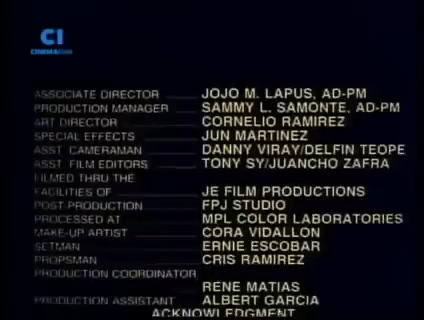 CI
CINEMAONE
ASSOCIATE DIRECTOR JOJO M. LAPUS, AD-PM
PRODUCTION MANAGER SAMMY L. SAMONTE, AD-PM
ART DIRECTOR CORNELIO RAMIREZ
SPECIAL EFFECTS JUN MARTINEZ
ASST. CAMERAMAN DANNY VIRAY/DELFIN TEOPE
ASST. FILM EDITORS TONY SY/JUANCHO ZAFRA
FILMED THRU THE
FACILITIES OF JE FILM PRODUCTIONS
POST-PRODUCTION FPJ STUDIO
PROCESSED AT MPL COLOR LABORATORIES
MAKE-UP ARTIST CORA VIDALLON
SETMAN ERNIE ESCOBAR
PROPSMAN CRIS RAMIREZ
PRODUCTION COORDINATOR
RENE MATIAS
PRODUCTION ASSISTANT ALBERT GARCIA
ACKNOWLEDGMENT